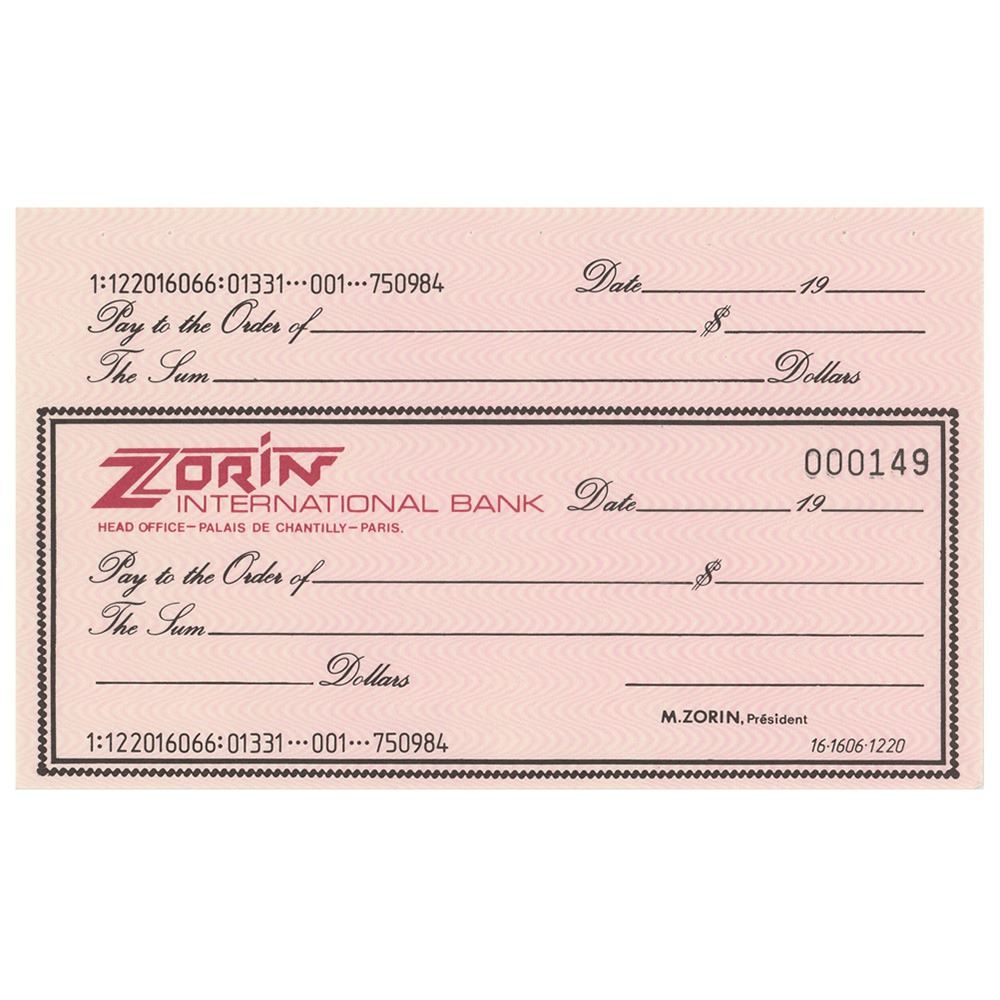 1:122016066:01331···001···750984 Date 19
Pay to the Order of $
The Sum Dollars
ZORIN 000149
INTERNATIONAL BANK Date 19
HEAD OFFICE-PALAIS DE CHANTILLY-PARIS.
Pay to the Order of $
The Sum
Dollars
M.ZORIN, Président
1:122016066:01331···001···750984 16-1606-1220